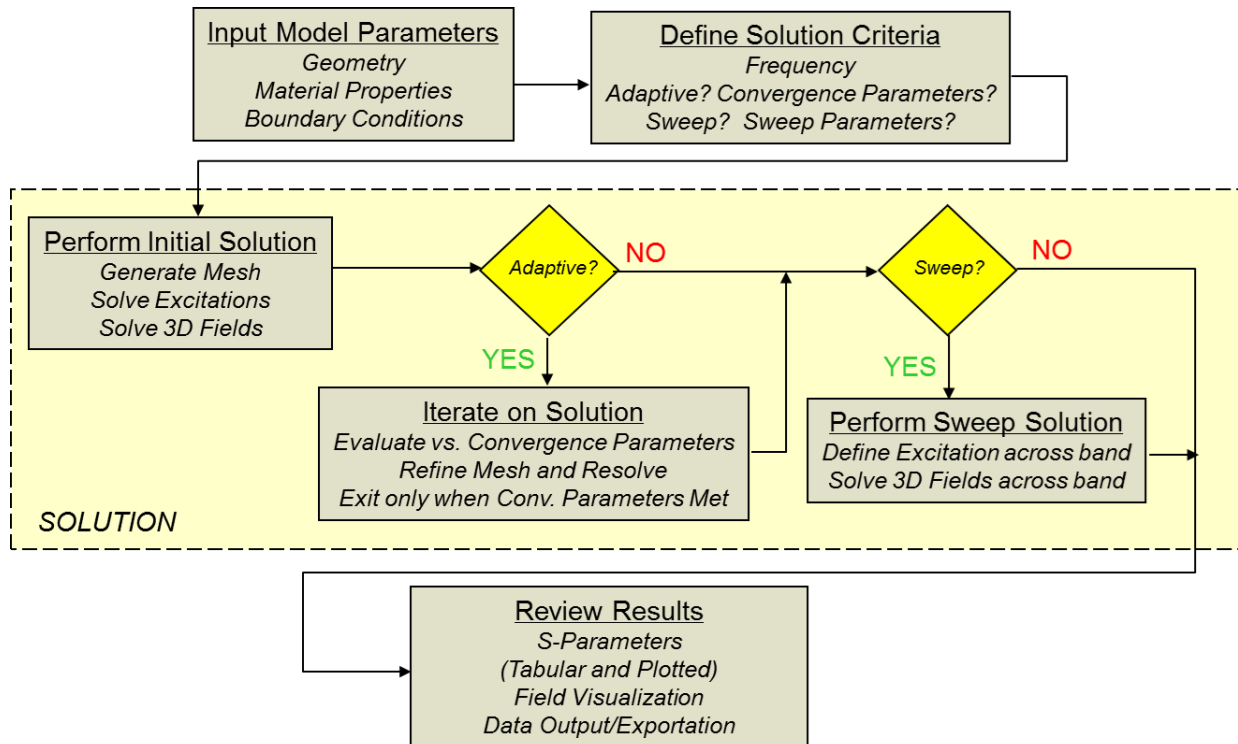 Input Model Parameters
Geometry
Material Properties
Boundary Conditions
Define Solution Criteria
Frequency
Adaptive? Convergence Parameters?
Sweep? Sweep Parameters?
Perform Initial Solution
Generate Mesh
Solve Excitations
Solve 3D Fields
Adaptive?
NO
YES
Iterate on Solution
Evaluate vs. Convergence Parameters
Refine Mesh and Resolve
Exit only when Conv. Parameters Met
Sweep?
NO
YES
Perform Sweep Solution
Define Excitation across band
Solve 3D Fields across band
SOLUTION
Review Results
S-Parameters
(Tabular and Plotted)
Field Visualization
Data Output/Exportation